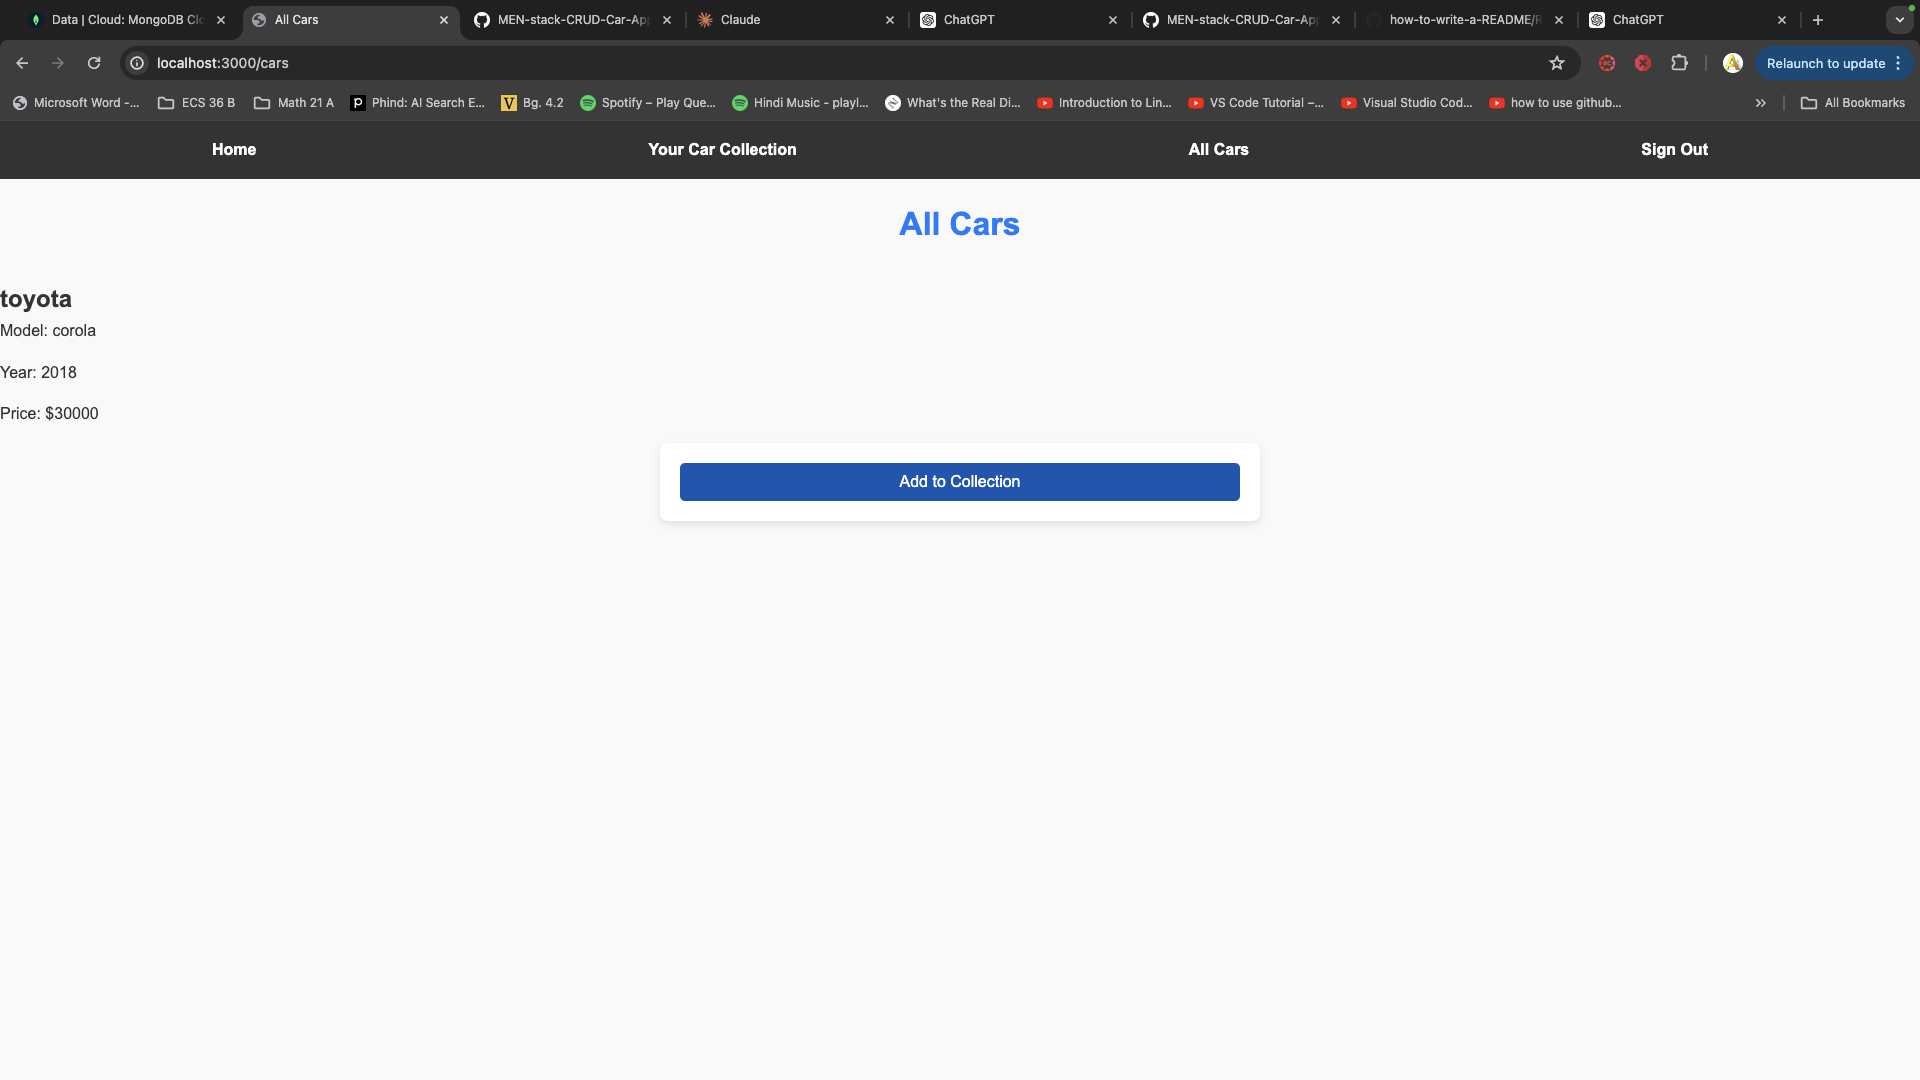 Data | Cloud: MongoDB Clo
All Cars
MEN-stack-CRUD-Car-App
Claude
ChatGPT
MEN-stack-CRUD-Car-App
how-to-write-a-README/R
ChatGPT
localhost:3000/cars
Relaunch to update
Microsoft Word -...
ECS 36 B
Math 21 A
Phind: AI Search E...
Bg. 4.2
Spotify – Play Que...
Hindi Music - playl...
What's the Real Di...
Introduction to Lin...
VS Code Tutorial –...
Visual Studio Cod...
how to use github...
All Bookmarks
Home
Your Car Collection
All Cars
Sign Out
All Cars
toyota
Model: corola
Year: 2018
Price: $30000
Add to Collection